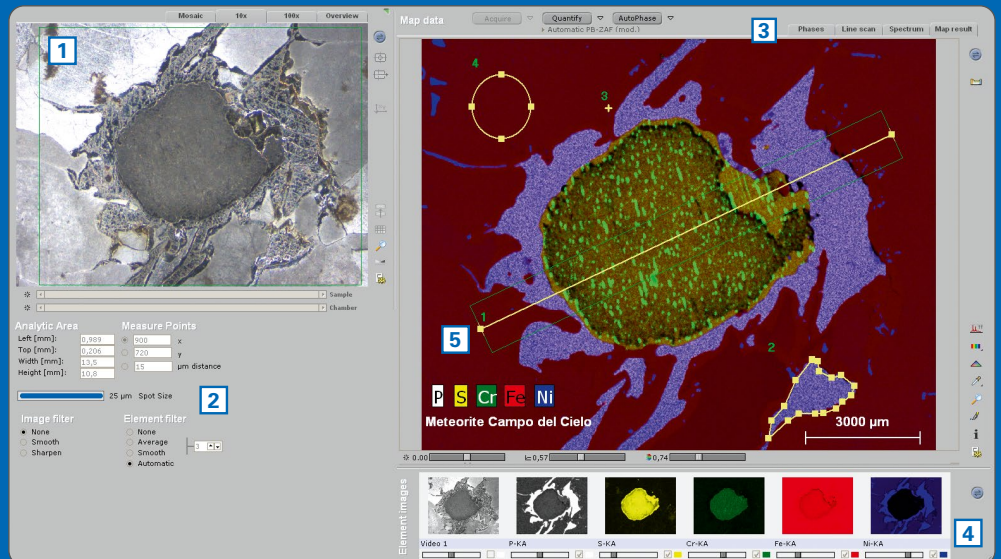 Mosaic 10x 100x Overview
1
Sample
Chamber
Analytic Area
Left [mm]: 0,989
Top [mm]: 0,206
Width [mm]: 13,5
Height [mm]: 10,8
Measure Points
900 x
720 y
15 µm distance
25 µm Spot Size
2
Image filter
None
Smooth
Sharpen
Element filter
None
Average
Smooth
Automatic
3
Map data
Acquire Quantify AutoPhase
Automatic PB-ZAF (mod.)
3
Phases Line scan Spectrum Map result
4
3
1
5
2
P S Cr Fe Ni
Meteorite Campo del Cielo
3000 µm
0.00 0,57 0,74
Element images
Video 1 P-KA S-KA Cr-KA Fe-KA Ni-KA
4